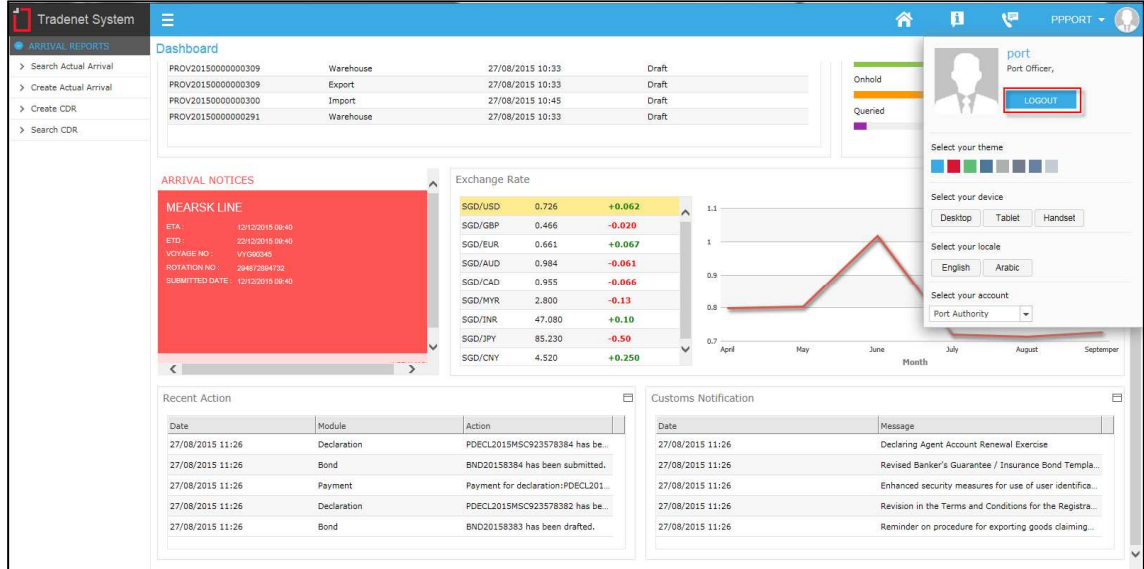 Tradenet System
PPPORT
ARRIVAL REPORTS
Search Actual Arrival
Create Actual Arrival
Create CDR
Search CDR
Dashboard
PROV20150000000309 Warehouse 27/08/2015 10:33 Draft
PROV20150000000309 Export 27/08/2015 10:33 Draft
PROV20150000000300 Import 27/08/2015 10:45 Draft
PROV20150000000291 Warehouse 27/08/2015 10:33 Draft
Onhold
Queried
port
Port Officer,
LOGOUT
Select your theme
Select your device
Desktop Tablet Handset
Select your locale
English Arabic
Select your account
Port Authority
ARRIVAL NOTICES
MEARSK LINE
ETA : 12/12/2015 09:40
ETD : 22/12/2015 09:40
VOYAGE NO : VYG90345
ROTATION NO : 294872894732
SUBMITTED DATE : 12/12/2015 09:40
Exchange Rate
SGD/USD 0.726 +0.062
SGD/GBP 0.466 -0.020
SGD/EUR 0.661 +0.067
SGD/AUD 0.984 -0.061
SGD/CAD 0.955 -0.066
SGD/MYR 2.800 -0.13
SGD/INR 47.080 +0.10
SGD/JPY 85.230 -0.50
SGD/CNY 4.520 +0.250
1.1
1
0.9
0.8
0.7
April May June July August September
Month
Recent Action
Date Module Action
27/08/2015 11:26 Declaration PDECL2015MSC923578384 has be...
27/08/2015 11:26 Bond BND20158384 has been submitted.
27/08/2015 11:26 Payment Payment for declaration:PDECL201...
27/08/2015 11:26 Declaration PDECL2015MSC923578382 has be...
27/08/2015 11:26 Bond BND20158383 has been drafted.
Customs Notification
Date Message
27/08/2015 11:26 Declaring Agent Account Renewal Exercise
27/08/2015 11:26 Revised Banker's Guarantee / Insurance Bond Templa...
27/08/2015 11:26 Enhanced security measures for use of user identifica...
27/08/2015 11:26 Revision in the Terms and Conditions for the Registra...
27/08/2015 11:26 Reminder on procedure for exporting goods claiming...